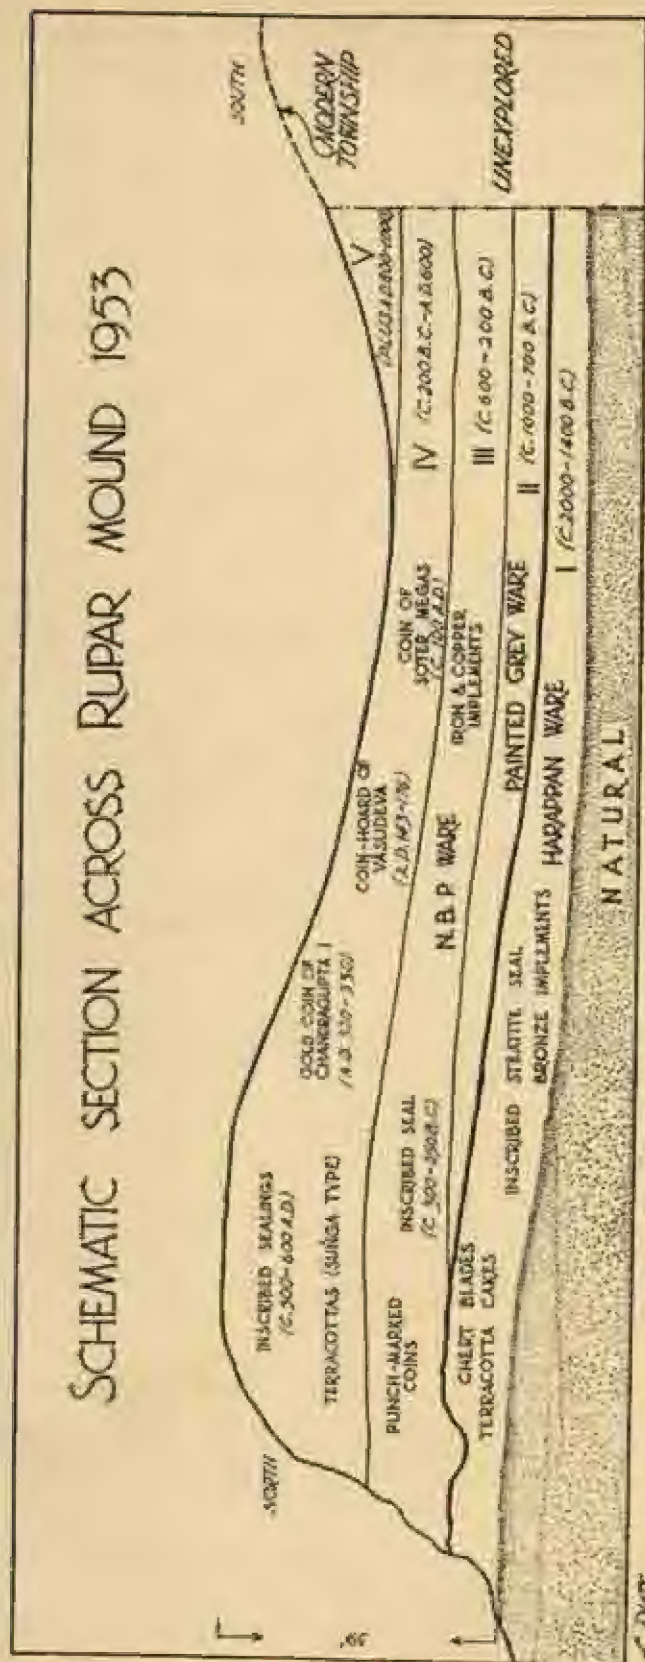 SCHEMATIC SECTION ACROSS RUPAR MOUND 1953
NORTH
SOUTH
MODERN
TOWNSHIP
UNEXPLORED
INSCRIBED SEALINGS
(C. 500-600 A.D)
TERRACOTTAS (SUṄGA TYPE)
GOLD COIN OF
CHANDRAGUPTA I
(A.D. 320-350)
COIN-HOARD OF
VASUDEVA
COIN OF
SOTER MEGAS
(C. 100 A.D.)
V
IV (C. 200 B.C.-A.D. 600)
PUNCH-MARKED
COINS
INSCRIBED SEAL
N.B.P. WARE
IRON & COPPER
IMPLEMENTS
III (C. 600-200 B.C)
PAINTED GREY WARE II (C. 1000-700 B.C)
CHERT BLADES
TERRACOTTA CAKES
INSCRIBED STEATITE SEAL
BRONZE IMPLEMENTS
HARAPPAN WARE I (C. 2000-1400 B.C)
NATURAL